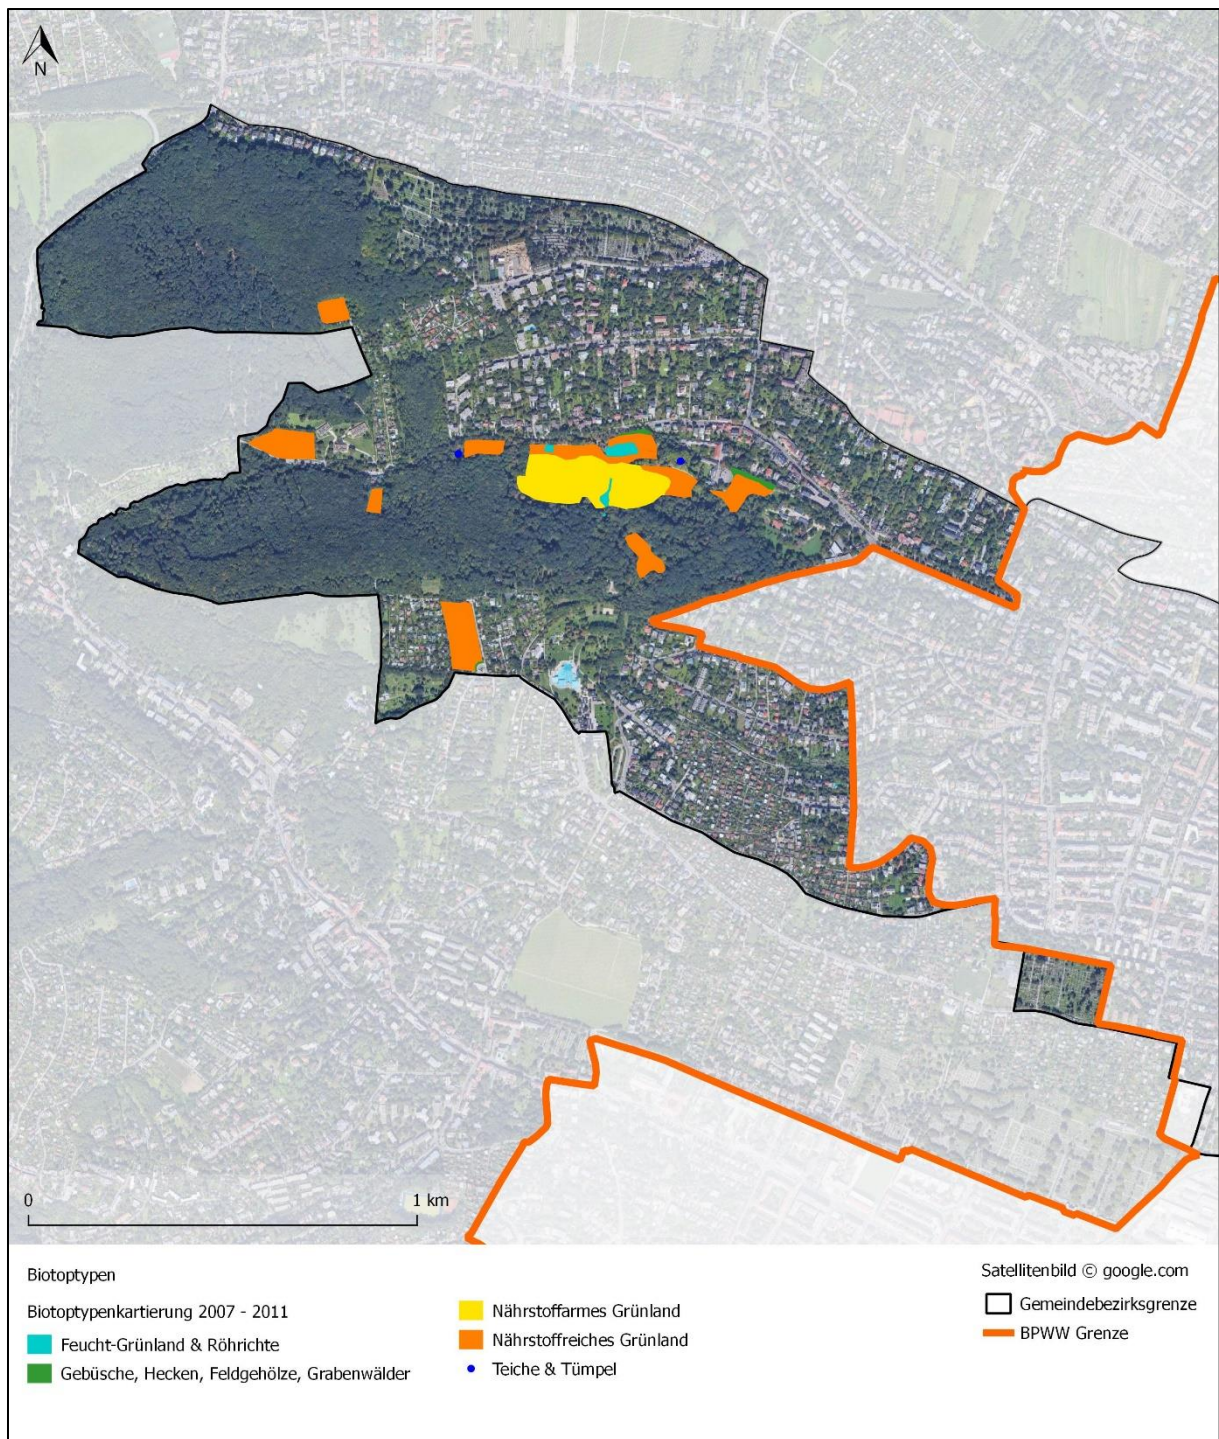 N
0 1 km
Biotoptypen
Biotoptypenkartierung 2007 - 2011
Feucht-Grünland & Röhrichte
Gebüsche, Hecken, Feldgehölze, Grabenwälder
Nährstoffarmes Grünland
Nährstoffreiches Grünland
Teiche & Tümpel
Satellitenbild © google.com
Gemeindebezirksgrenze
BPWW Grenze